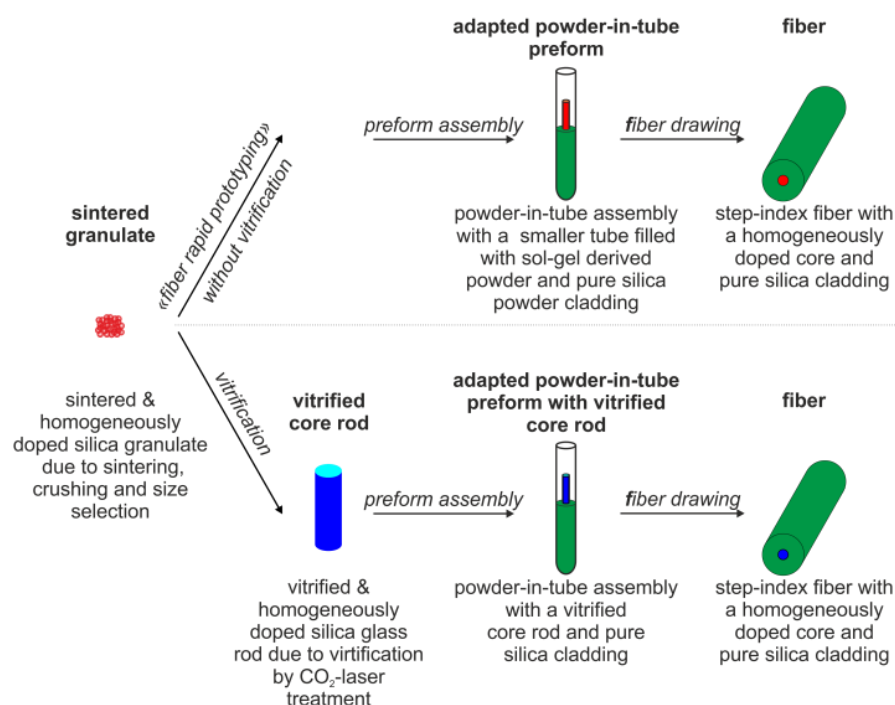 adapted powder-in-tube
preform
fiber
preform assembly
fiber drawing
«fiber rapid prototyping»
without vitrification
sintered
granulate
powder-in-tube assembly
with a smaller tube filled
with sol-gel derived
powder and pure silica
powder cladding
step-index fiber with
a homogeneously
doped core and
pure silica cladding
vitrification
sintered &
homogeneously
doped silica granulate
due to sintering,
crushing and size
selection
vitrified
core rod
adapted powder-in-tube
preform with vitrified
core rod
fiber
preform assembly
fiber drawing
vitrified &
homogeneously
doped silica glass
rod due to virtification
by CO₂-laser
treatment
powder-in-tube assembly
with a vitrified
core rod and pure
silica cladding
step-index fiber with
a homogeneously
doped core and
pure silica cladding